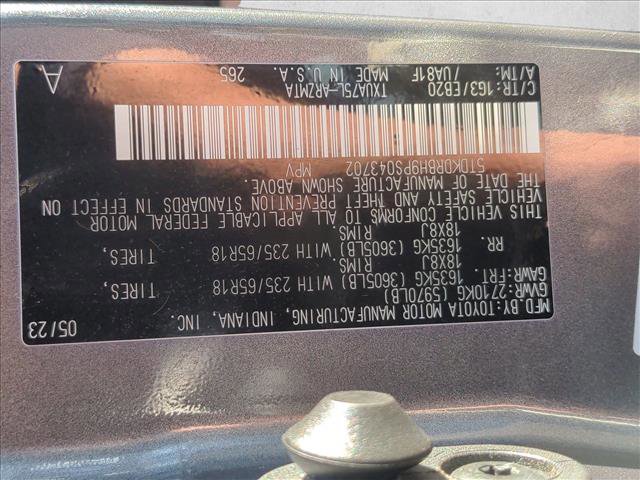 MFD BY: TOYOTA MOTOR MANUFACTURING, INDIANA, INC. 05/23
GVWR: 2710KG (5970LB)
GAWR: FRT. 1635KG (3605LB) WITH 235/65R18 TIRES,
18X8J RIMS
RR. 1635KG (3605LB) WITH 235/65R18 TIRES,
18X8J RIMS
THIS VEHICLE CONFORMS TO ALL APPLICABLE FEDERAL MOTOR
VEHICLE SAFETY AND THEFT PREVENTION STANDARDS IN EFFECT ON
THE DATE OF MANUFACTURE SHOWN ABOVE.
5TDKDRBH9PS043702 MPV
C/TR: 163/EB20 TXUA75L-ARZMTA 265 A
A/TM: /UA81F MADE IN U.S.A.